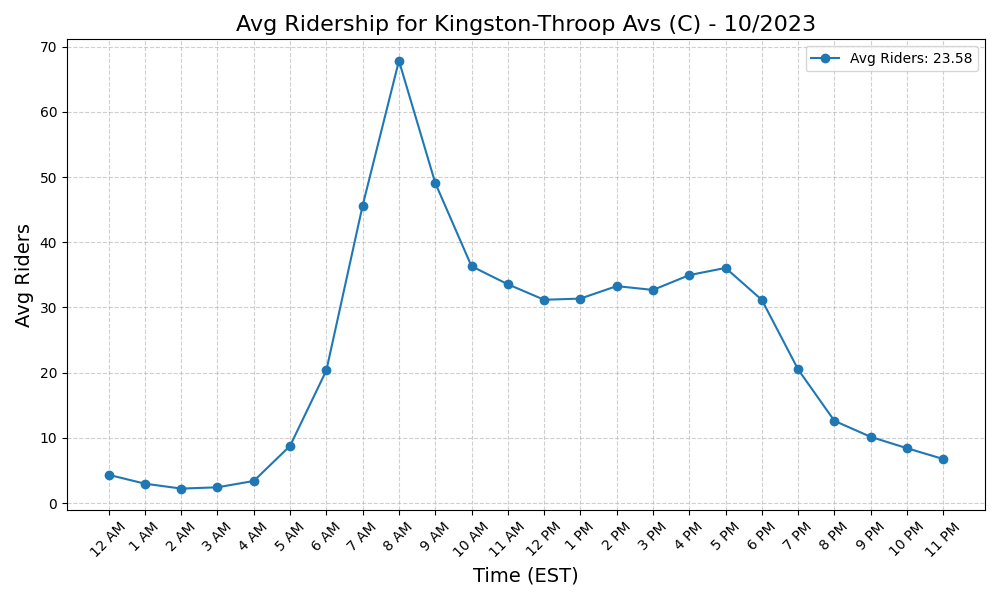 Avg Ridership for Kingston-Throop Avs (C) - 10/2023
Avg Riders: 23.58
Avg Riders
70
60
50
40
30
20
10
0
12 AM
1 AM
2 AM
3 AM
4 AM
5 AM
6 AM
7 AM
8 AM
9 AM
10 AM
11 AM
12 PM
1 PM
2 PM
3 PM
4 PM
5 PM
6 PM
7 PM
8 PM
9 PM
10 PM
11 PM
Time (EST)